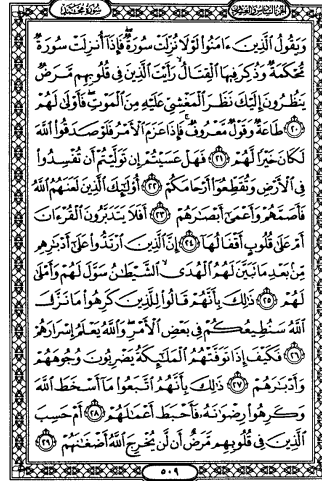 الجزء السادس والعشرون سورة محمد
وَيَقُولُ الَّذِينَ ءَامَنُوا لَوْلَا نُزِّلَتْ سُورَةٌ فَإِذَا أُنزِلَتْ سُورَةٌ
مُّحْكَمَةٌ وَذُكِرَ فِيهَا الْقِتَالُ رَأَيْتَ الَّذِينَ فِي قُلُوبِهِم مَّرَضٌ
يَنظُرُونَ إِلَيْكَ نَظَرَ الْمَغْشِيِّ عَلَيْهِ مِنَ الْمَوْتِ فَأَوْلَىٰ لَهُمْ
٢٠ طَاعَةٌ وَقَوْلٌ مَّعْرُوفٌ فَإِذَا عَزَمَ الْأَمْرُ فَلَوْ صَدَقُوا اللَّهَ
لَكَانَ خَيْرًا لَّهُمْ ٢١ فَهَلْ عَسَيْتُمْ إِن تَوَلَّيْتُمْ أَن تُفْسِدُوا
فِي الْأَرْضِ وَتُقَطِّعُوا أَرْحَامَكُمْ ٢٢ أُولَٰئِكَ الَّذِينَ لَعَنَهُمُ اللَّهُ
فَأَصَمَّهُمْ وَأَعْمَىٰ أَبْصَٰرَهُمْ ٢٣ أَفَلَا يَتَدَبَّرُونَ الْقُرْءَانَ
أَمْ عَلَىٰ قُلُوبٍ أَقْفَالُهَا ٢٤ إِنَّ الَّذِينَ ارْتَدُّوا عَلَىٰ أَدْبَٰرِهِم
مِّن بَعْدِ مَا تَبَيَّنَ لَهُمُ الْهُدَى الشَّيْطَٰنُ سَوَّلَ لَهُمْ وَأَمْلَىٰ
لَهُمْ ٢٥ ذَٰلِكَ بِأَنَّهُمْ قَالُوا لِلَّذِينَ كَرِهُوا مَا نَزَّلَ
اللَّهُ سَنُطِيعُكُمْ فِي بَعْضِ الْأَمْرِ وَاللَّهُ يَعْلَمُ إِسْرَارَهُمْ
٢٦ فَكَيْفَ إِذَا تَوَفَّتْهُمُ الْمَلَٰئِكَةُ يَضْرِبُونَ وُجُوهَهُمْ
وَأَدْبَٰرَهُمْ ٢٧ ذَٰلِكَ بِأَنَّهُمُ اتَّبَعُوا مَا أَسْخَطَ اللَّهَ
وَكَرِهُوا رِضْوَٰنَهُ فَأَحْبَطَ أَعْمَٰلَهُمْ ٢٨ أَمْ حَسِبَ
الَّذِينَ فِي قُلُوبِهِم مَّرَضٌ أَن لَّن يُخْرِجَ اللَّهُ أَضْغَٰنَهُمْ ٢٩
٥٠٩